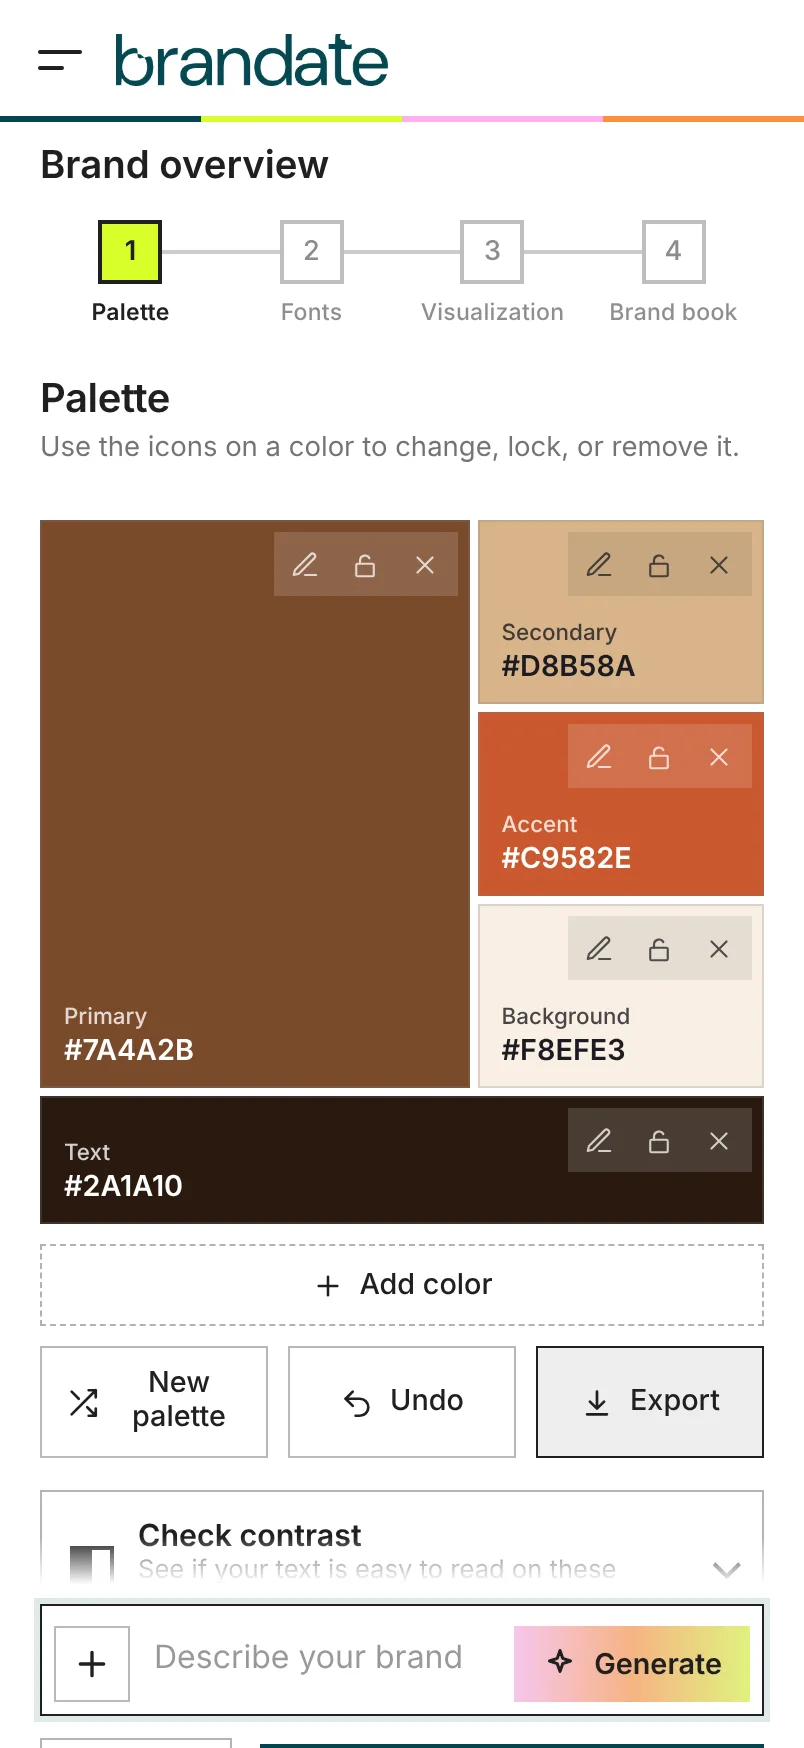 brandate
Brand overview
1
2
3
4
Palette
Fonts
Visualization
Brand book
Palette
Use the icons on a color to change, lock, or remove it.
Primary
#7A4A2B
Secondary
#D8B58A
Accent
#C9582E
Background
#F8EFE3
Text
#2A1A10
Add color
New
palette
Undo
Export
Check contrast
See if your text is easy to read on these
Describe your brand
Generate